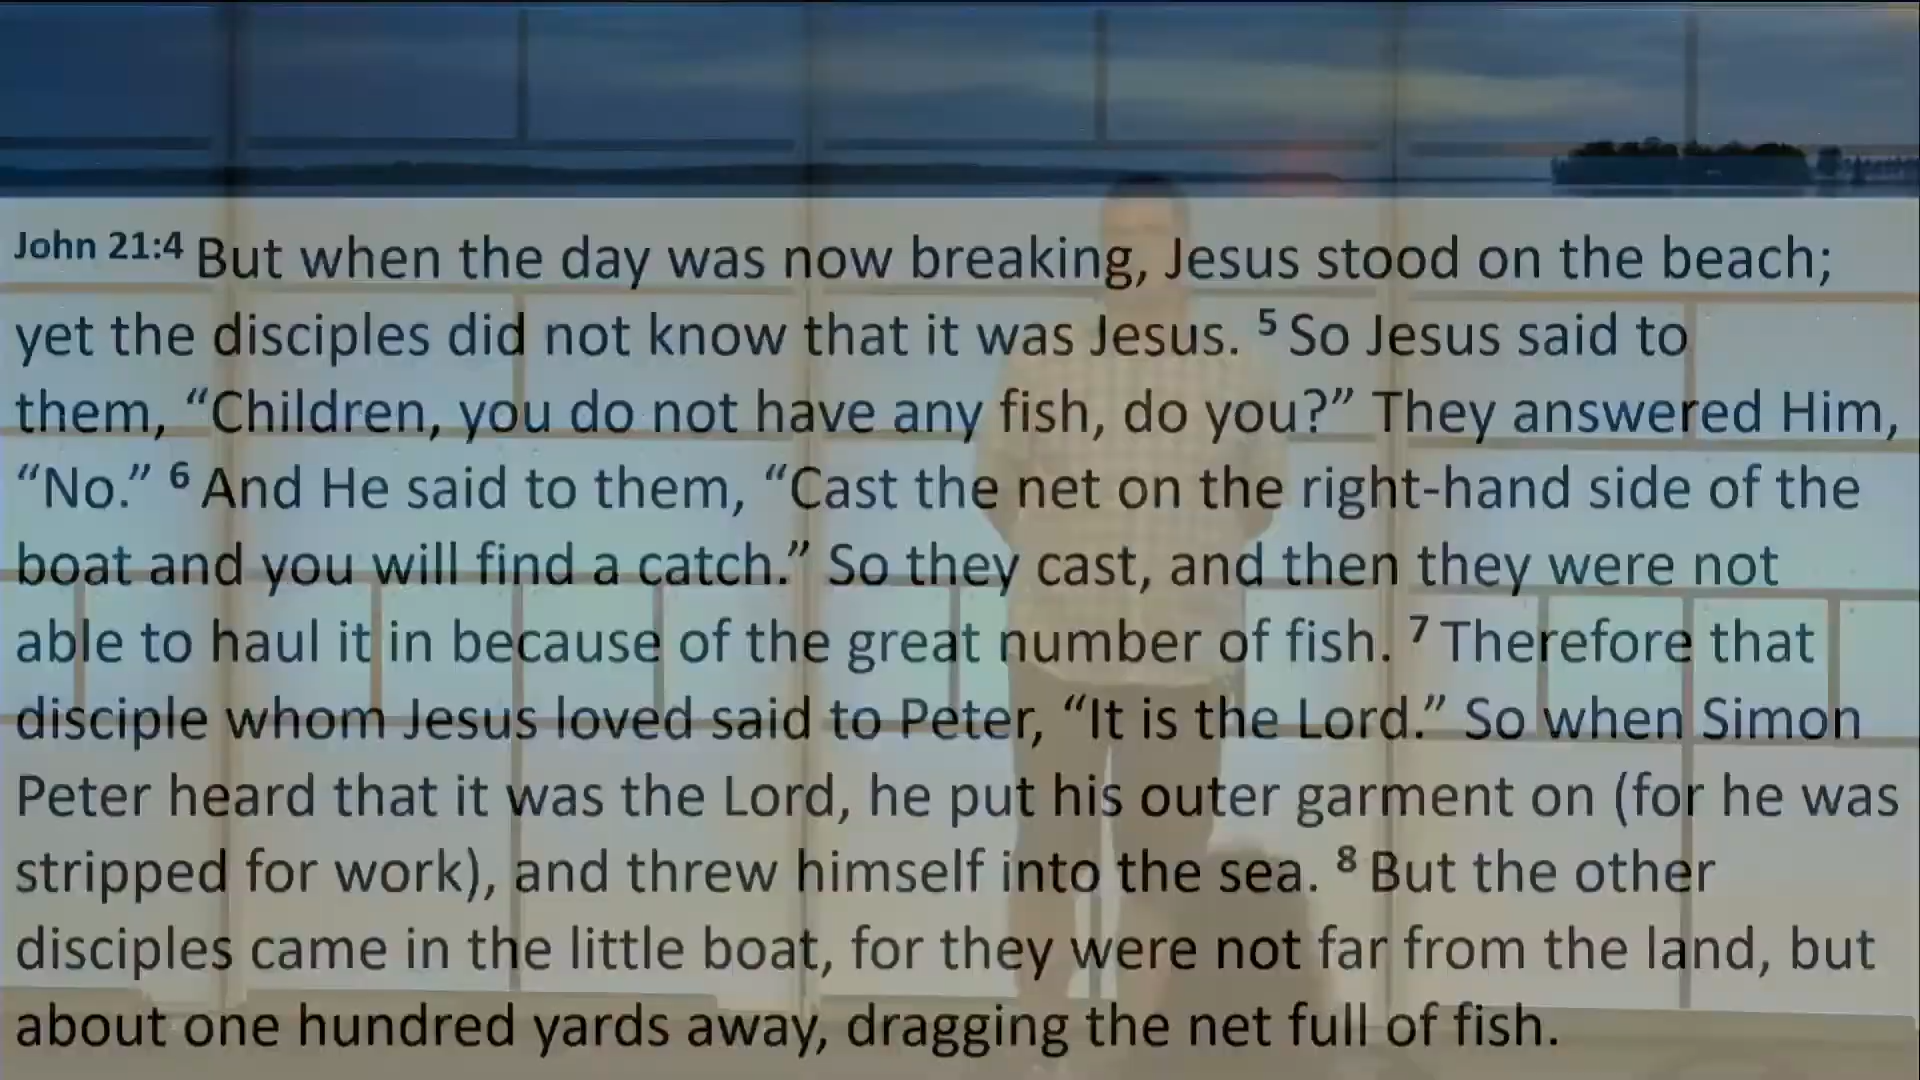 John 21:4 But when the day was now breaking, Jesus stood on the beach;
yet the disciples did not know that it was Jesus. 5 So Jesus said to
them, “Children, you do not have any fish, do you?” They answered Him,
“No.” 6 And He said to them, “Cast the net on the right-hand side of the
boat and you will find a catch.” So they cast, and then they were not
able to haul it in because of the great number of fish. 7 Therefore that
disciple whom Jesus loved said to Peter, “It is the Lord.” So when Simon
Peter heard that it was the Lord, he put his outer garment on (for he was
stripped for work), and threw himself into the sea. 8 But the other
disciples came in the little boat, for they were not far from the land, but
about one hundred yards away, dragging the net full of fish.